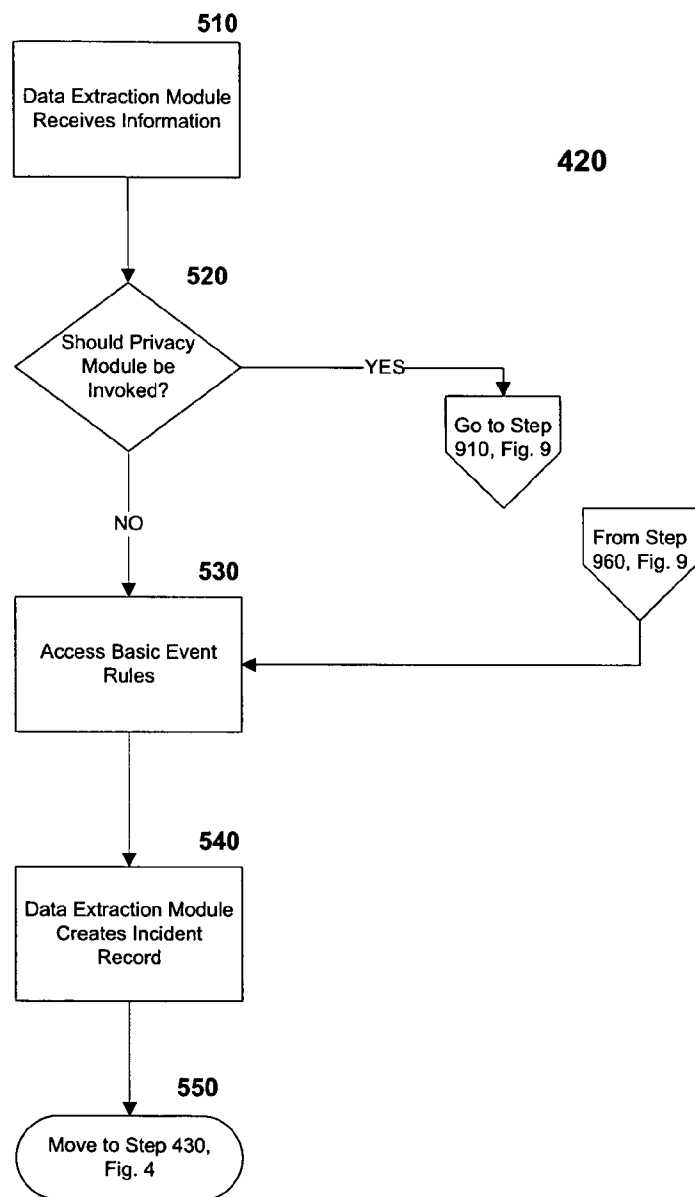 510
Data Extraction Module
Receives Information
420
520
Should Privacy
Module be
Invoked?
YES
Go to Step
910, Fig. 9
NO
From Step
960, Fig. 9
530
Access Basic Event
Rules
540
Data Extraction Module
Creates Incident
Record
550
Move to Step 430,
Fig. 4